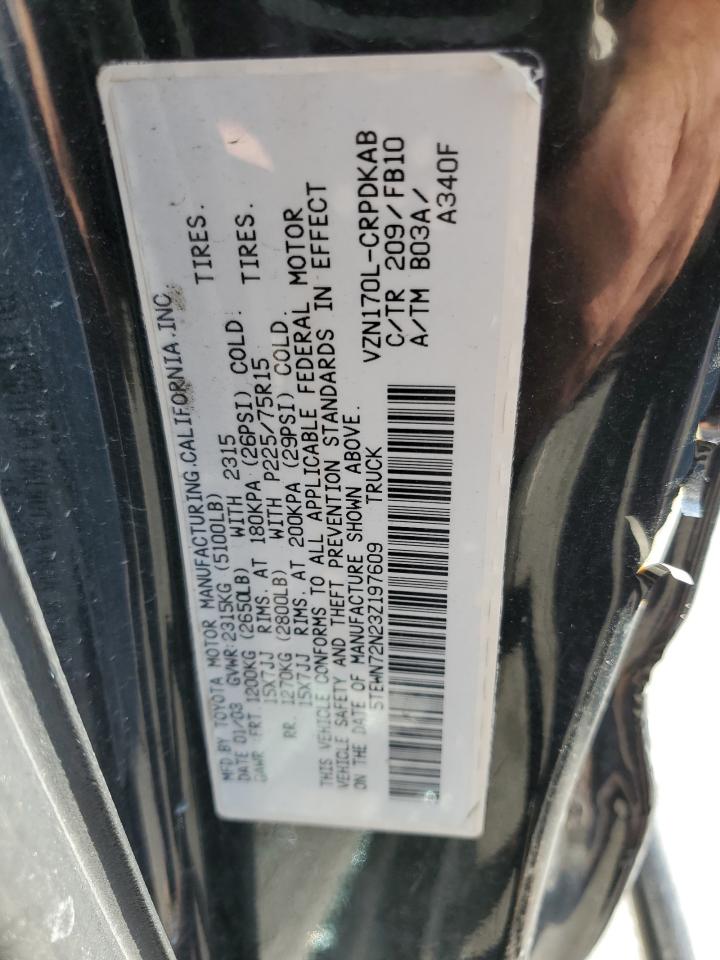 MFD BY TOYOTA MOTOR MANUFACTURING.CALIFORNIA.INC
DATE 01/03 GVWR:2315KG (5100LB) WITH 2315 TIRES.
GAWR :FRT 1200KG (2650LB)
15X7JJ RIMS. AT 180KPA (26PSI) COLD.
RR. 1270KG (2800LB) WITH P225/75R15 TIRES.
15X7JJ RIMS. AT 200KPA (29PSI) COLD.
THIS VEHICLE CONFORMS TO ALL APPLICABLE FEDERAL MOTOR
VEHICLE SAFETY AND THEFT PREVENTION STANDARDS IN EFFECT
ON THE DATE OF MANUFACTURE SHOWN ABOVE.
5TEWN72N23Z197609 TRUCK
VZN170L-CRPDKAB
C/TR 209/FB10
A/TM B03A/
A340F